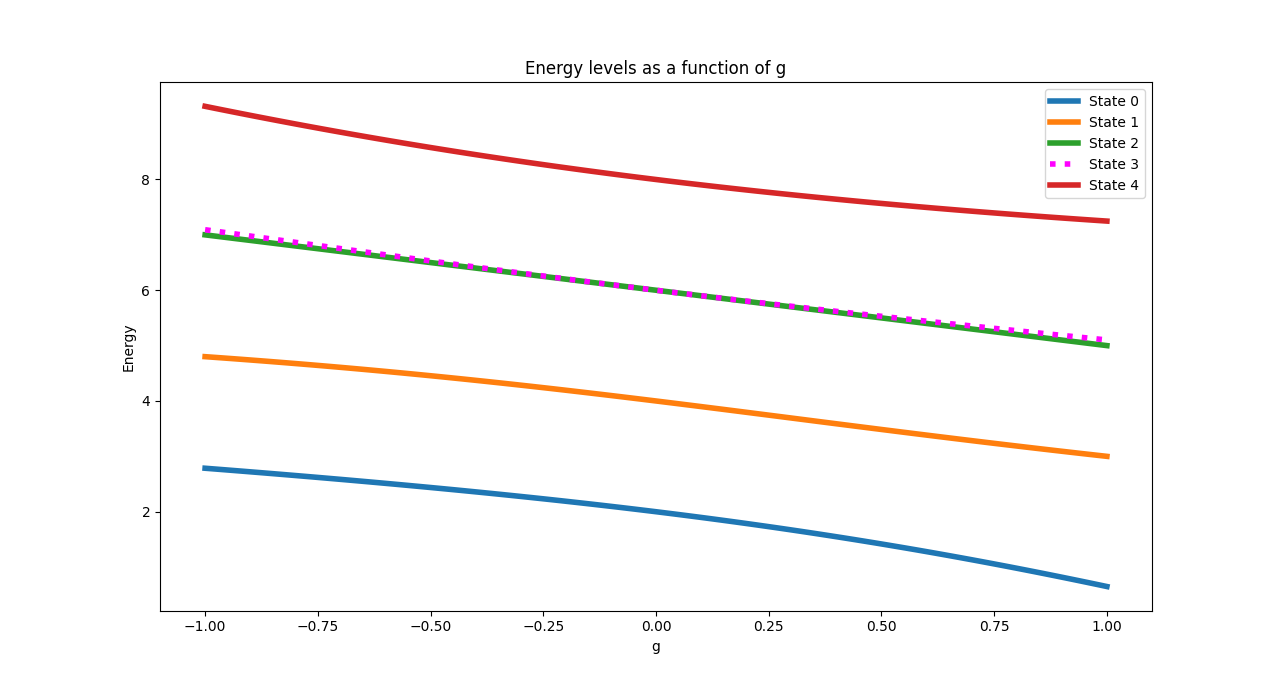 Energy levels as a function of g
State 0
State 1
State 2
State 3
State 4
8
6
4
2
Energy
−1.00
−0.75
−0.50
−0.25
0.00
0.25
0.50
0.75
1.00
g